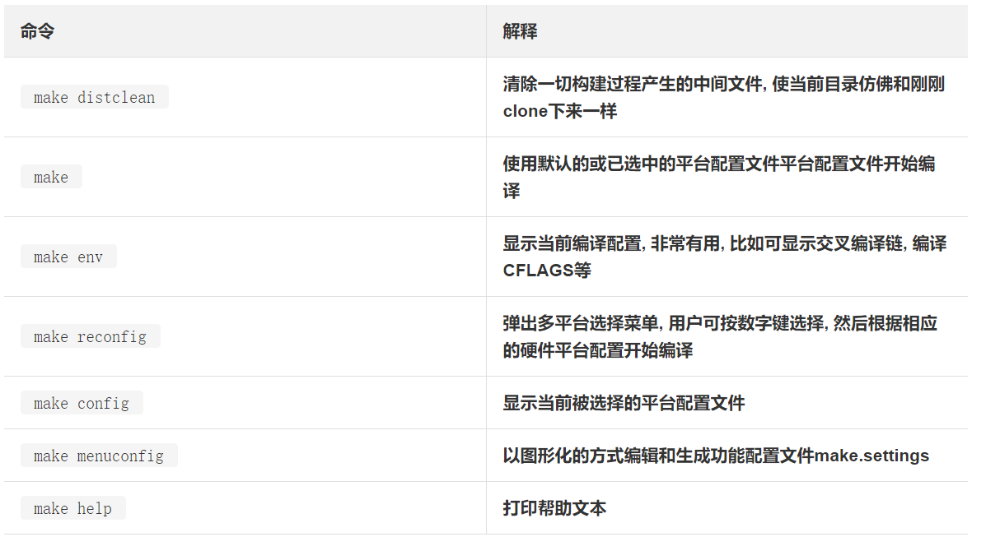 命令
解释
make distclean
清除一切构建过程产生的中间文件, 使当前目录仿佛和刚刚
clone下来一样
make
使用默认的或已选中的平台配置文件平台配置文件开始编
译
make env
显示当前编译配置, 非常有用, 比如可显示交叉编译链, 编译
CFLAGS等
make reconfig
弹出多平台选择菜单, 用户可按数字键选择, 然后根据相应
的硬件平台配置开始编译
make config
显示当前被选择的平台配置文件
make menuconfig
以图形化的方式编辑和生成功能配置文件make.settings
make help
打印帮助文本